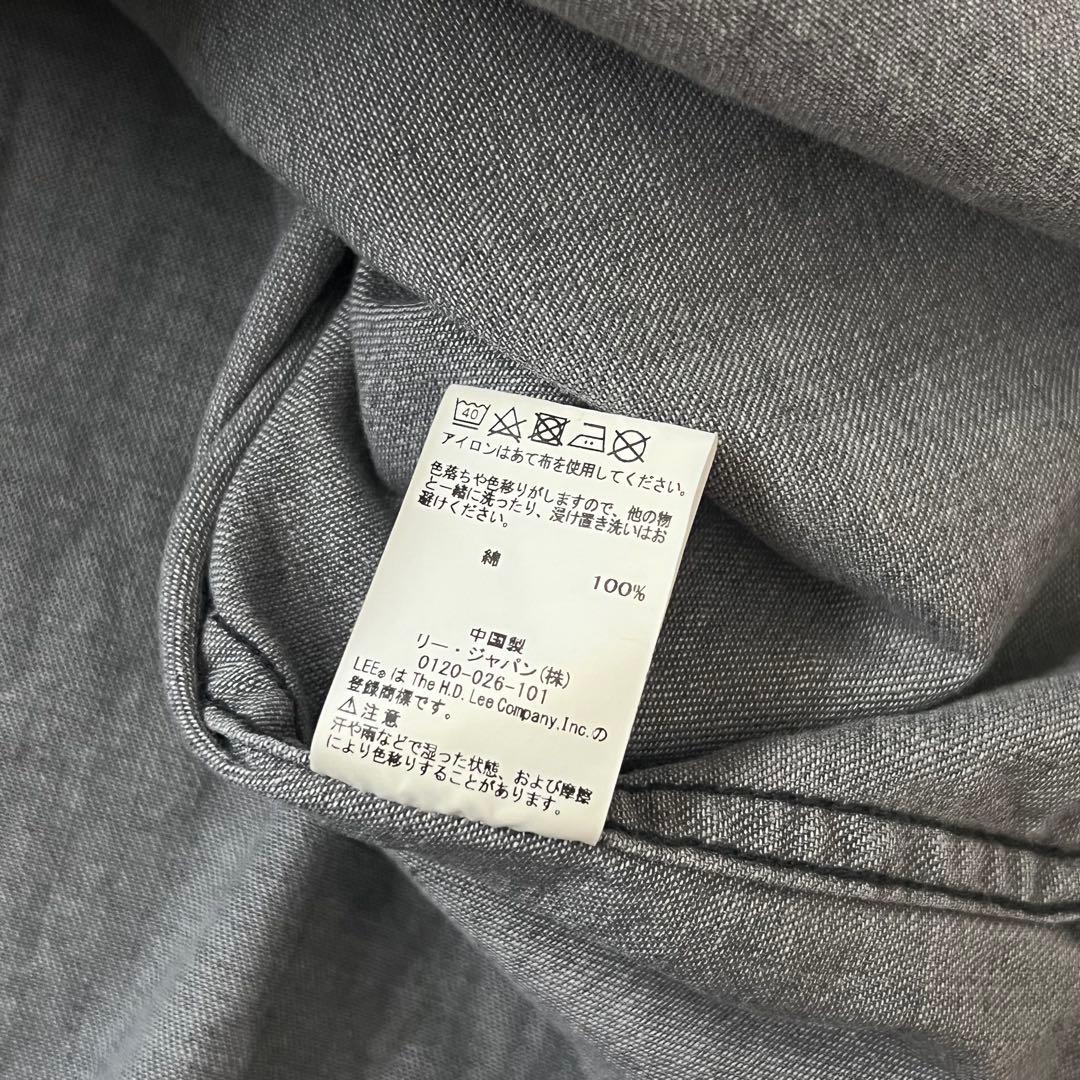 40
アイロンはあて布を使用してください。
色落ちや色移りがしますので、他の物
と一緒に洗ったり、浸け置き洗いはお
避けください。
綿
100%
中国製
リー・ジャパン(株)
0120-026-101
LEE®は The H.D. Lee Company,Inc.の
登録商標です。
⚠注意
汗や雨などで湿った状態、および摩擦
により色移りすることがあります。